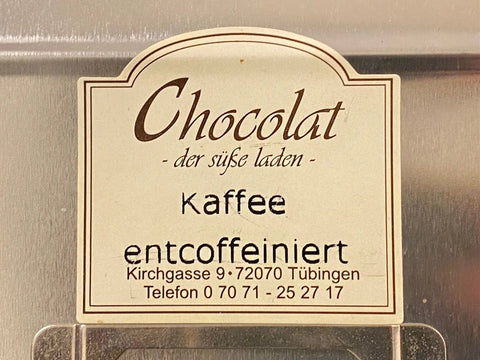 Chocolat
- der süße laden -
Kaffee
entcoffeiniert
Kirchgasse 9 • 72070 Tübingen
Telefon 0 70 71 - 25 27 17